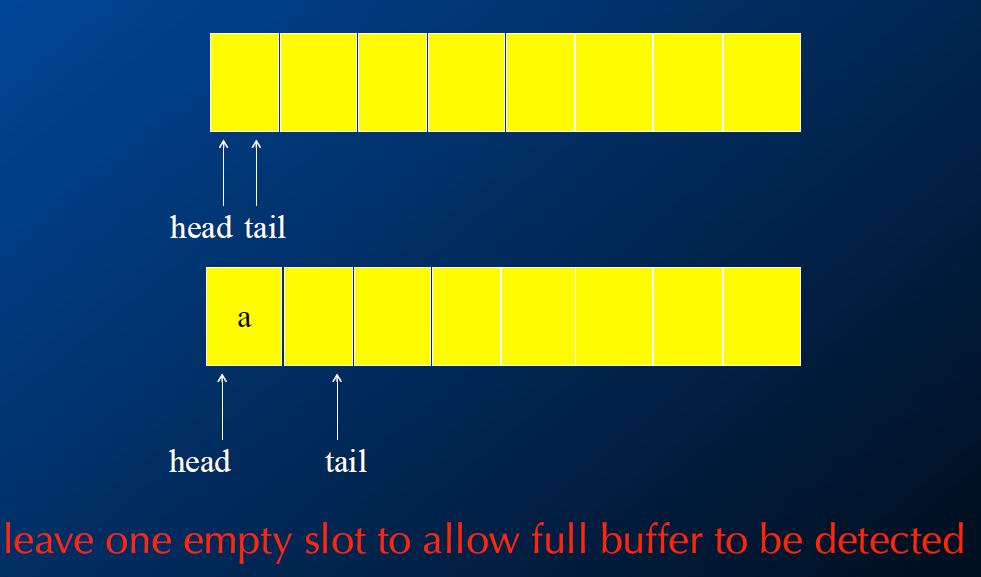 head tail
a
head tail
leave one empty slot to allow full buffer to be detected